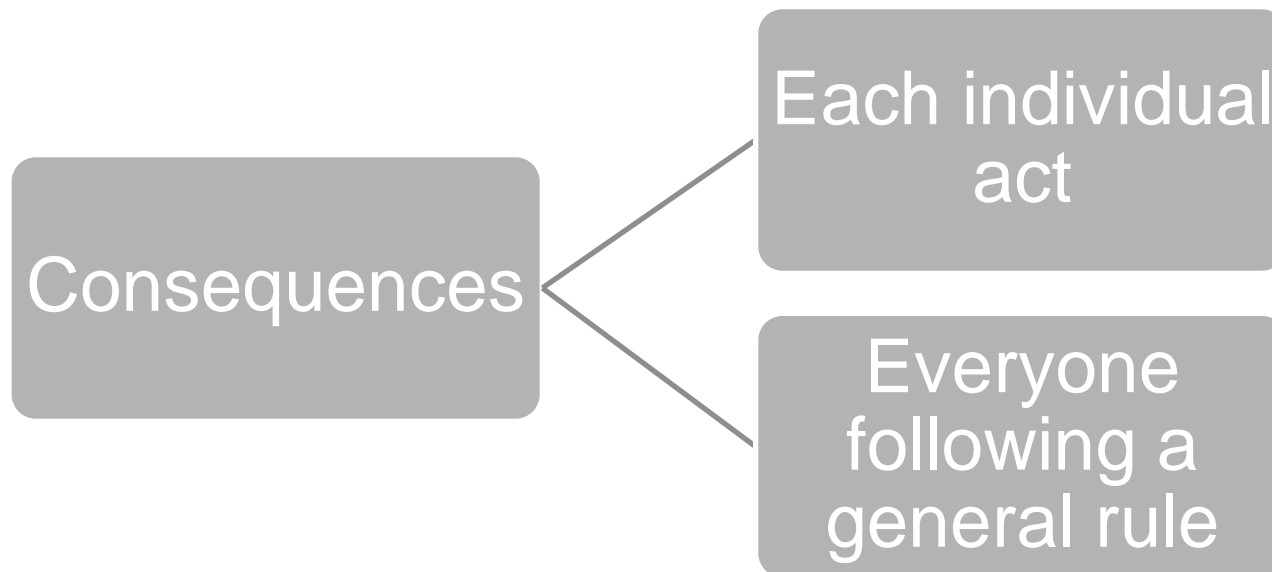 Consequences
Each individual
act
Everyone
following a
general rule